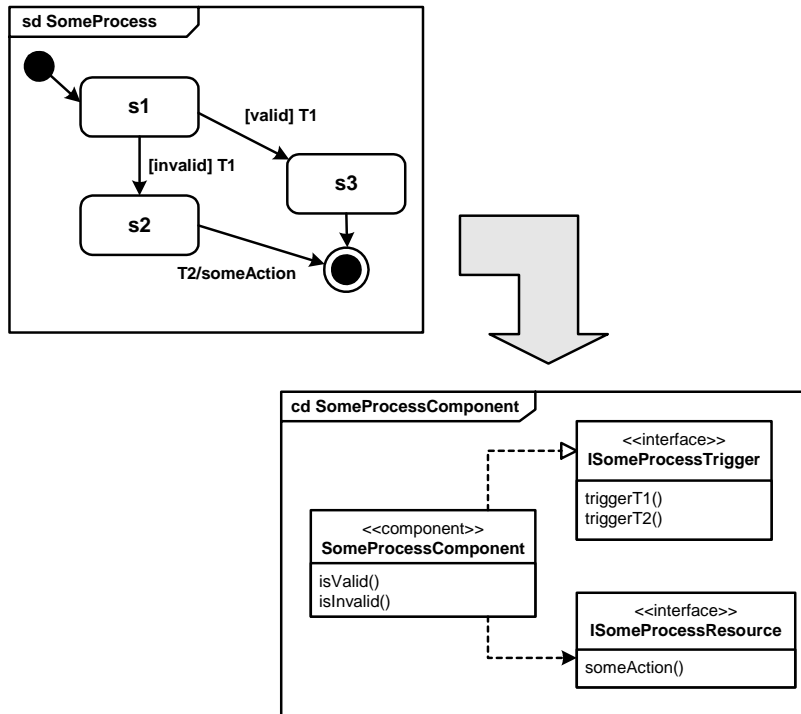 sd SomeProcess
s1
[valid] T1
[invalid] T1
s3
s2
T2/someAction
cd SomeProcessComponent
<<interface>>
ISomeProcessTrigger
triggerT1()
triggerT2()
<<component>>
SomeProcessComponent
isValid()
isInvalid()
<<interface>>
ISomeProcessResource
someAction()